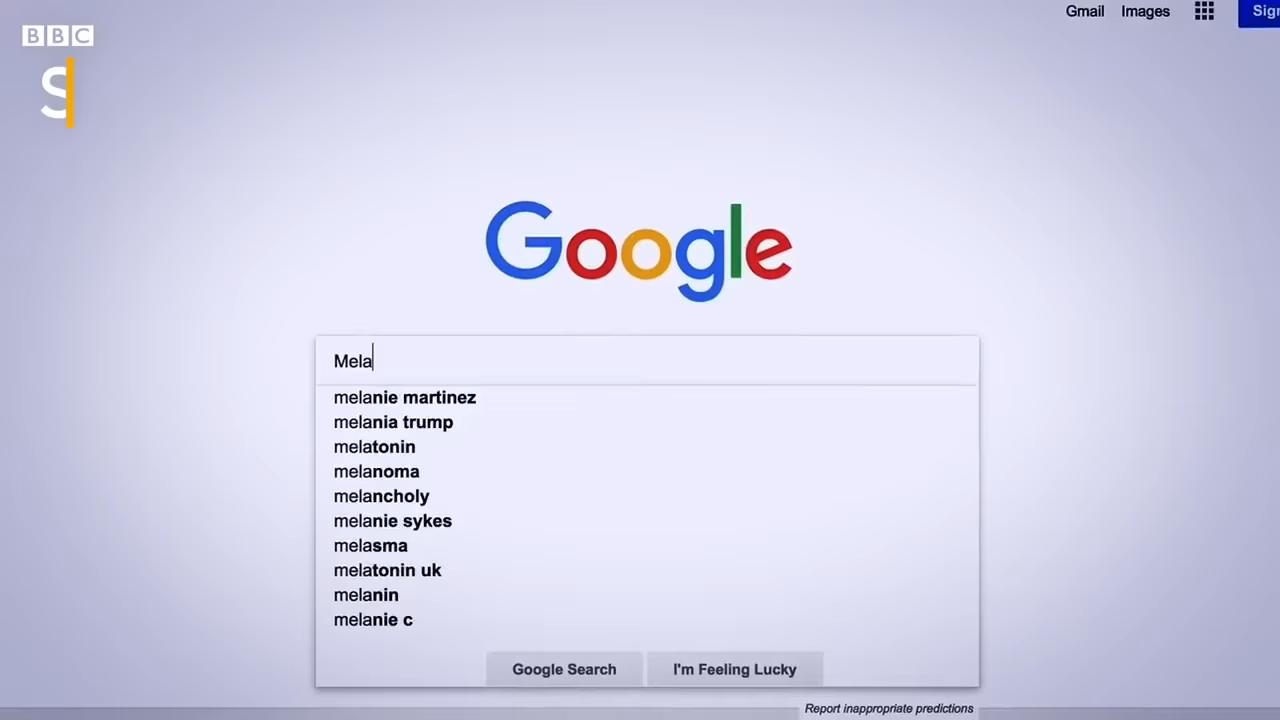 Gmail Images
BBC
S
Google
Mela
melanie martinez
melania trump
melatonin
melanoma
melancholy
melanie sykes
melasma
melatonin uk
melanin
melanie c
Google Search I'm Feeling Lucky
Report inappropriate predictions